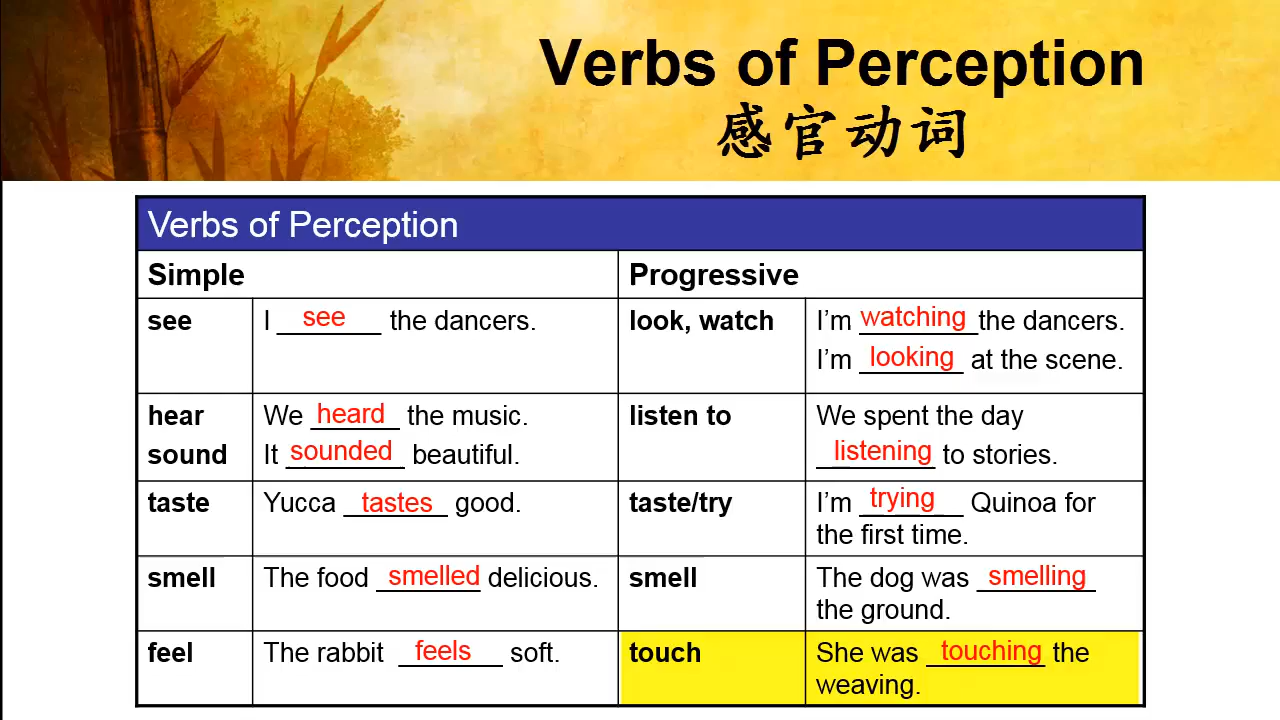 Verbs of Perception
感官动词
Verbs of Perception
Simple
Progressive
see
I see the dancers.
look, watch
I'm watching the dancers.
I'm looking at the scene.
hear
We heard the music.
sound
It sounded beautiful.
listen to
We spent the day
listening to stories.
taste
Yucca tastes good.
taste/try
I'm trying Quinoa for
the first time.
smell
The food smelled delicious.
smell
The dog was smelling
the ground.
feel
The rabbit feels soft.
touch
She was touching the
weaving.